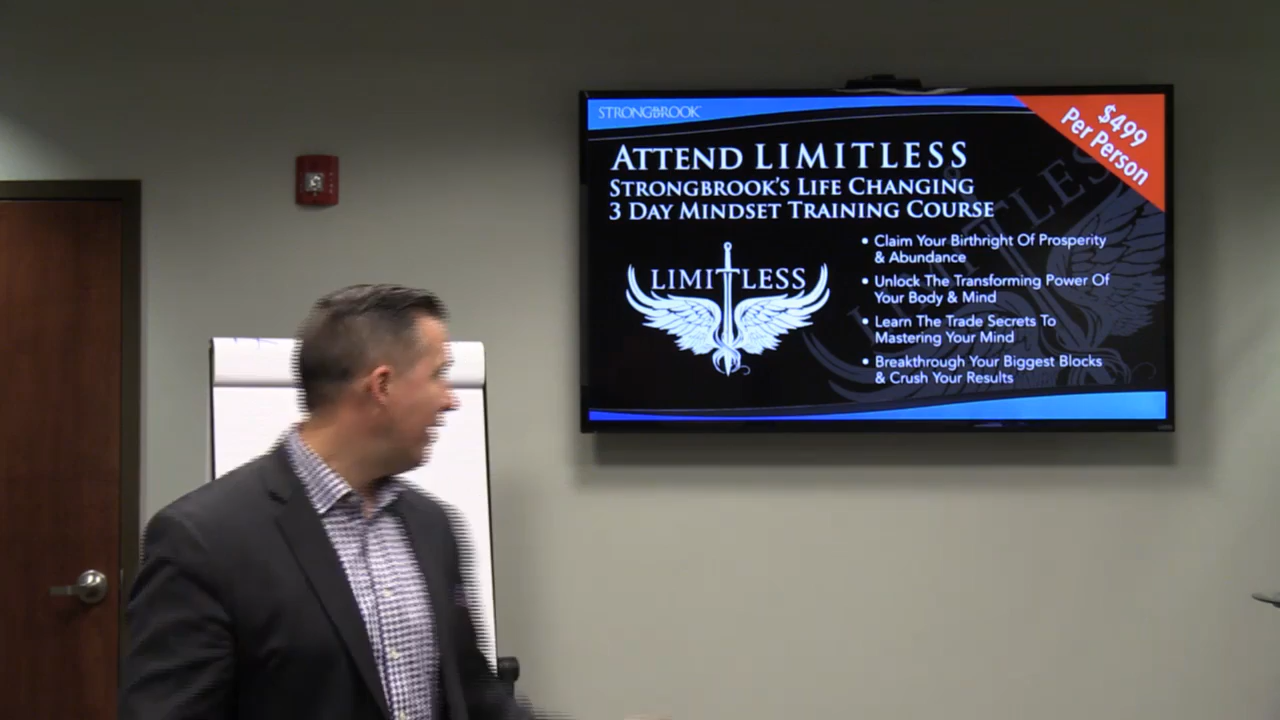 STRONGBROOK
$499
Per Person
ATTEND LIMITLESS
STRONGBROOK'S LIFE CHANGING
3 DAY MINDSET TRAINING COURSE
LIMITLESS
• Claim Your Birthright Of Prosperity
& Abundance
• Unlock The Transforming Power Of
Your Body & Mind
• Learn The Trade Secrets To
Mastering Your Mind
• Breakthrough Your Biggest Blocks
& Crush Your Results
LIMITLESS